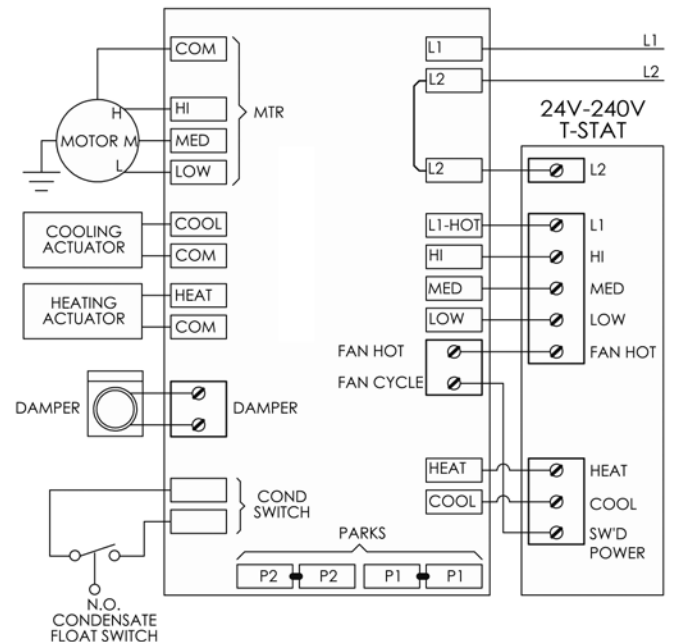 COM
L1
L1
L2
L2
HI
MTR
24V-240V
T-STAT
H
MOTOR M
MED
L
LOW
L2
L2
COOLING
ACTUATOR
COOL
COM
L1-HOT
L1
HI
HI
HEATING
ACTUATOR
HEAT
COM
MED
MED
LOW
LOW
FAN HOT
FAN HOT
FAN CYCLE
DAMPER
DAMPER
HEAT
HEAT
COND
SWITCH
COOL
COOL
SW'D
POWER
PARKS
P2
P2
P1
P1
N.O.
CONDENSATE
FLOAT SWITCH